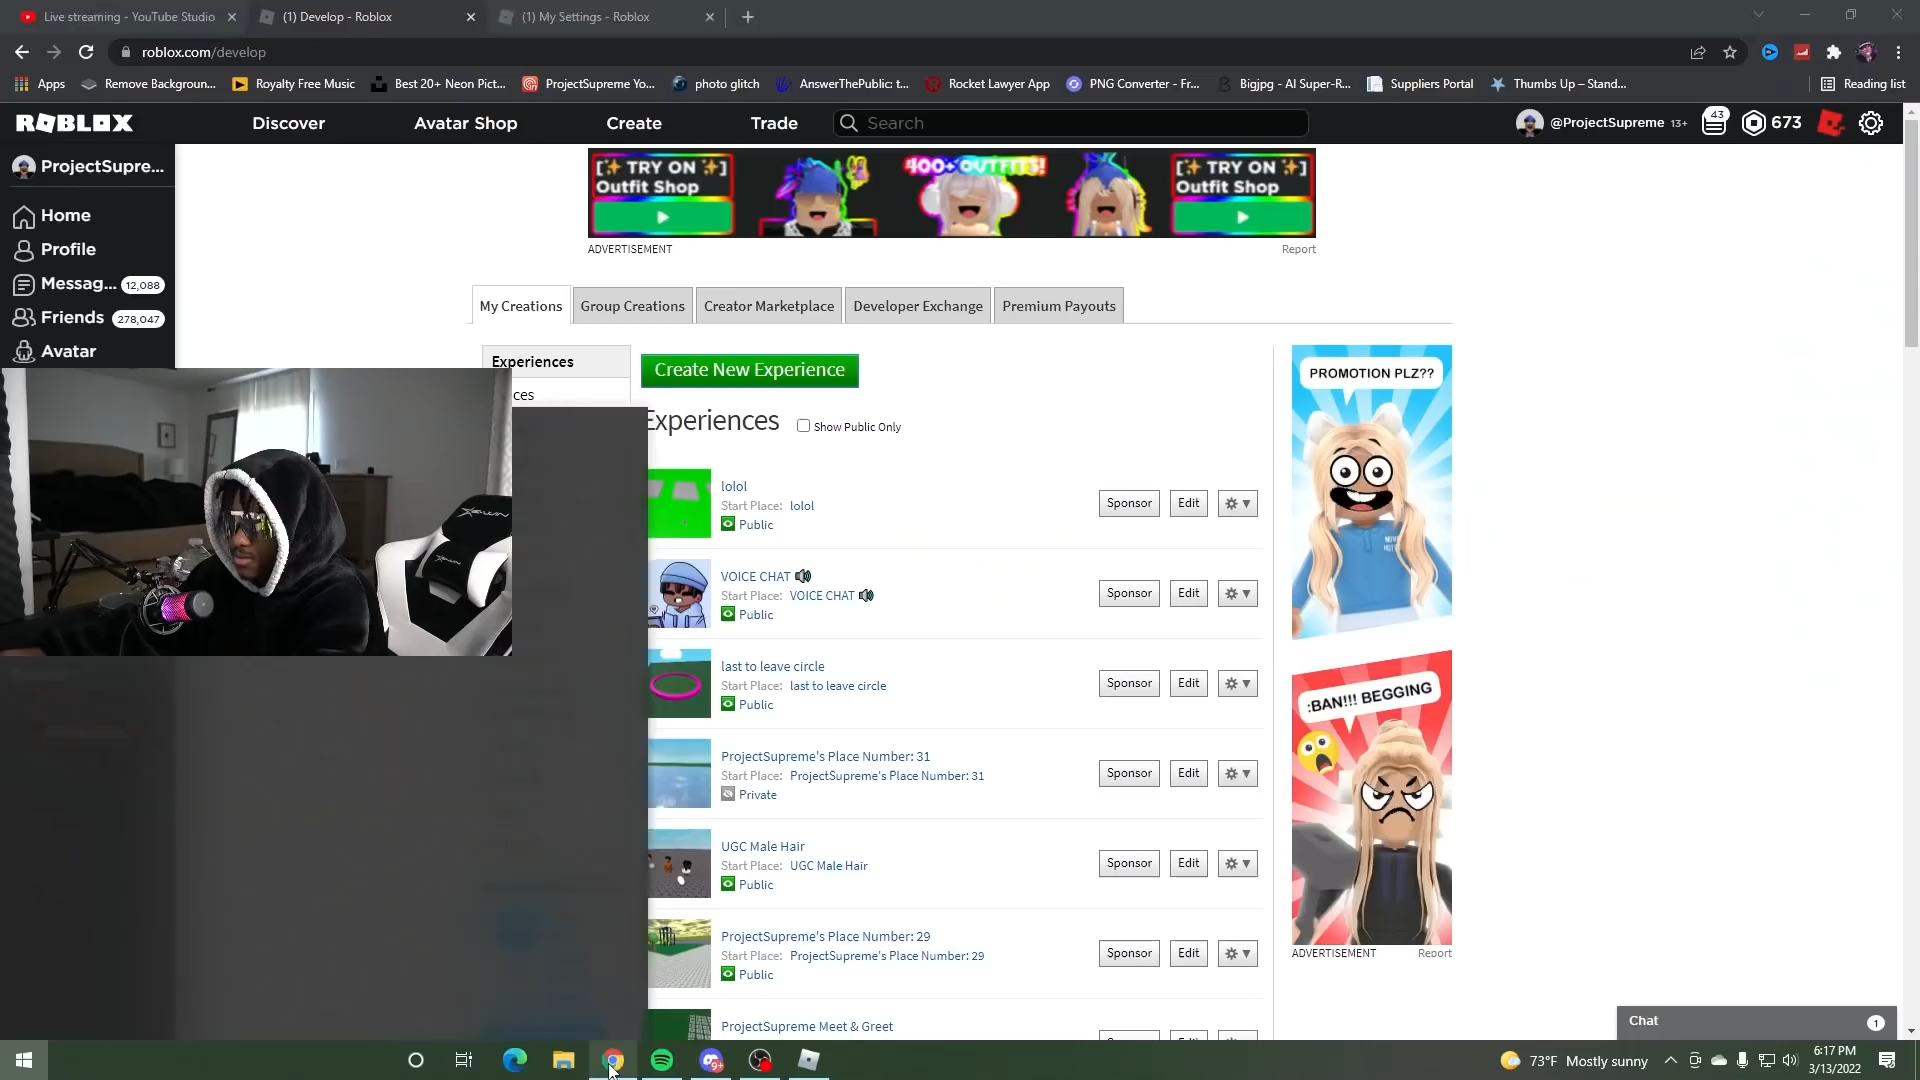 Live streaming - YouTube Studio
(1) Develop - Roblox
(1) My Settings - Roblox
roblox.com/develop
Apps
Remove Backgroun...
Royalty Free Music
Best 20+ Neon Pict...
ProjectSupreme Yo...
photo glitch
AnswerThePublic: t...
Rocket Lawyer App
PNG Converter - Fr...
Bigjpg - AI Super-R...
Suppliers Portal
Thumbs Up – Stand...
Reading list
ROBLOX
Discover
Avatar Shop
Create
Trade
Search
@ProjectSupreme 13+
43
673
ProjectSupre...
Home
Profile
Messag... 12,088
Friends 278,047
Avatar
[✨ TRY ON ✨]
Outfit Shop
400+ OUTFITS!
[✨ TRY ON ✨]
Outfit Shop
ADVERTISEMENT
Report
My Creations
Group Creations
Creator Marketplace
Developer Exchange
Premium Payouts
Experiences
ces
Create New Experience
Experiences
Show Public Only
lolol
Start Place: lolol
Public
Sponsor
Edit
VOICE CHAT 🔊
Start Place: VOICE CHAT 🔊
Public
Sponsor
Edit
last to leave circle
Start Place: last to leave circle
Public
Sponsor
Edit
ProjectSupreme's Place Number: 31
Start Place: ProjectSupreme's Place Number: 31
Private
Sponsor
Edit
UGC Male Hair
Start Place: UGC Male Hair
Public
Sponsor
Edit
ProjectSupreme's Place Number: 29
Start Place: ProjectSupreme's Place Number: 29
Public
Sponsor
Edit
ProjectSupreme Meet & Greet
PROMOTION PLZ??
:BAN!!! BEGGING
ADVERTISEMENT
Report
Chat
1
9+
73°F Mostly sunny
6:17 PM
3/13/2022